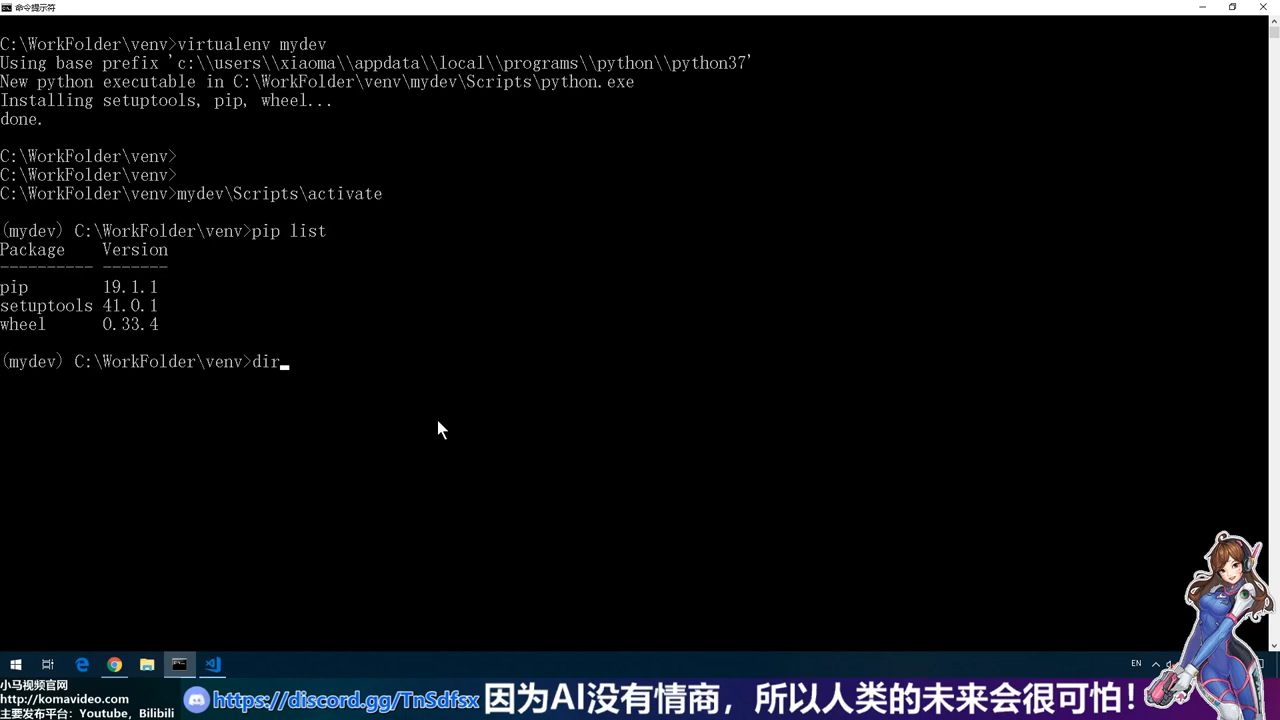 命令提示符
C:\WorkFolder\venv>virtualenv mydev
Using base prefix 'c:\\users\\xiaoma\\appdata\\local\\programs\\python\\python37'
New python executable in C:\WorkFolder\venv\mydev\Scripts\python.exe
Installing setuptools, pip, wheel...
done.
C:\WorkFolder\venv>
C:\WorkFolder\venv>
C:\WorkFolder\venv>mydev\Scripts\activate
(mydev) C:\WorkFolder\venv>pip list
Package    Version
---------- -------
pip        19.1.1
setuptools 41.0.1
wheel      0.33.4
(mydev) C:\WorkFolder\venv>dir
EN
小马视频官网
http://komavideo.com
主要发布平台: Youtube, Bilibili
https://discord.gg/TnSdfsx 因为AI没有情商，所以人类的未来会很可怕!